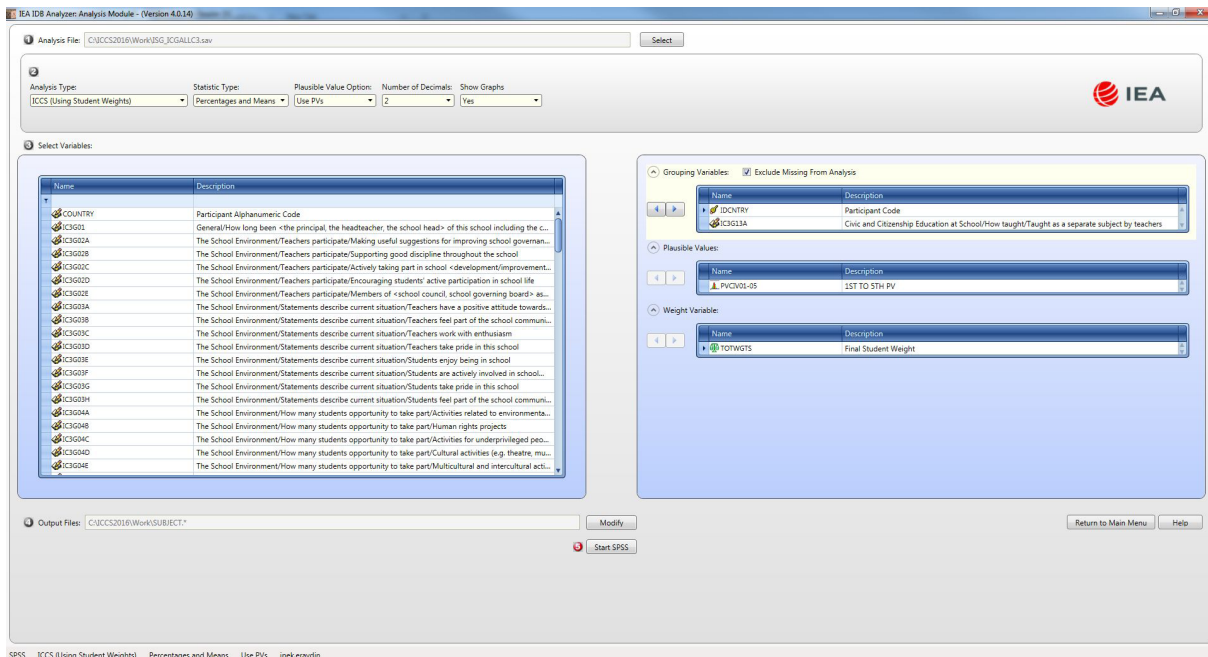 IEA IDB Analyzer: Analysis Module - (Version 4.0.14)
1 Analysis File: C:\ICCS2016\Work\ISG_ICGALLC3.sav Select
2
Analysis Type: Statistic Type: Plausible Value Option: Number of Decimals: Show Graphs
ICCS (Using Student Weights) Percentages and Means Use PVs 2 Yes
IEA
3 Select Variables:
Name Description
COUNTRY Participant Alphanumeric Code
IC3G01 General/How long been <the principal, the headteacher, the school head> of this school including the c...
IC3G02A The School Environment/Teachers participate/Making useful suggestions for improving school governan...
IC3G02B The School Environment/Teachers participate/Supporting good discipline throughout the school
IC3G02C The School Environment/Teachers participate/Actively taking part in school <development/improvement...
IC3G02D The School Environment/Teachers participate/Encouraging students' active participation in school life
IC3G02E The School Environment/Teachers participate/Members of <school council, school governing board> as...
IC3G03A The School Environment/Statements describe current situation/Teachers have a positive attitude towards...
IC3G03B The School Environment/Statements describe current situation/Teachers feel part of the school communi...
IC3G03C The School Environment/Statements describe current situation/Teachers work with enthusiasm
IC3G03D The School Environment/Statements describe current situation/Teachers take pride in this school
IC3G03E The School Environment/Statements describe current situation/Students enjoy being in school
IC3G03F The School Environment/Statements describe current situation/Students are actively involved in school...
IC3G03G The School Environment/Statements describe current situation/Students take pride in this school
IC3G03H The School Environment/Statements describe current situation/Students feel part of the school communi...
IC3G04A The School Environment/How many students opportunity to take part/Activities related to environmenta...
IC3G04B The School Environment/How many students opportunity to take part/Human rights projects
IC3G04C The School Environment/How many students opportunity to take part/Activities for underprivileged peo...
IC3G04D The School Environment/How many students opportunity to take part/Cultural activities (e.g. theatre, mu...
IC3G04E The School Environment/How many students opportunity to take part/Multicultural and intercultural acti...
Grouping Variables: Exclude Missing From Analysis
Name Description
IDCNTRY Participant Code
IC3G13A Civic and Citizenship Education at School/How taught/Taught as a separate subject by teachers
Plausible Values:
Name Description
PVCIV01-05 1ST TO 5TH PV
Weight Variable:
Name Description
TOTWGTS Final Student Weight
4 Output Files: C:\ICCS2016\Work\SUBJECT.* Modify
Return to Main Menu Help
5 Start SPSS
SPSS ICCS (Using Student Weights) Percentages and Means Use PVs ipek.eraydin